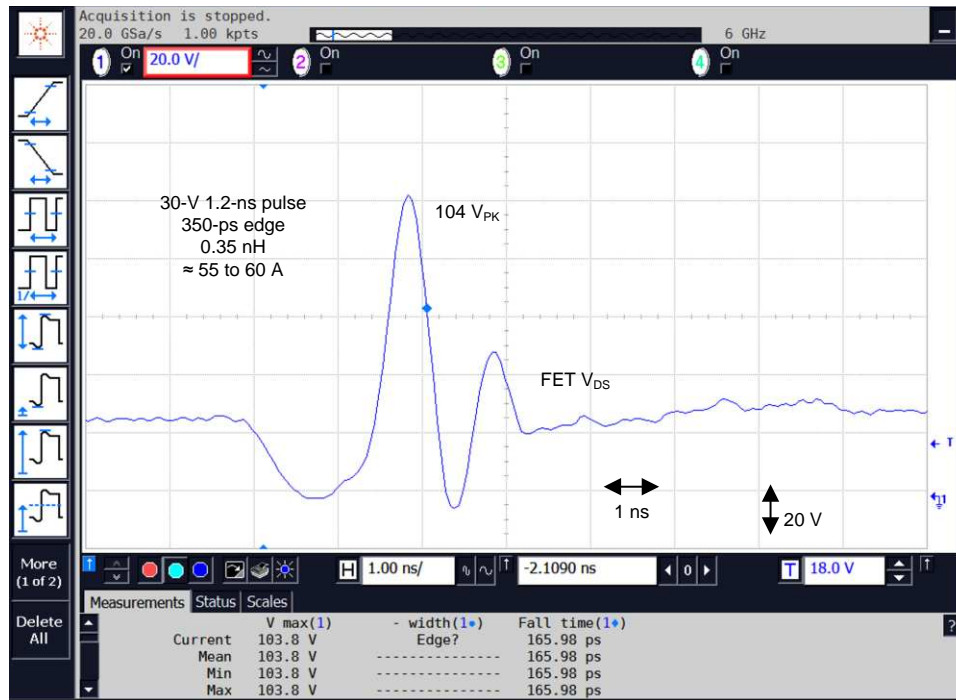 Acquisition is stopped.
20.0 GSa/s 1.00 kpts 6 GHz
1 On 20.0 V/ 2 On 3 On 4 On
30-V 1.2-ns pulse
350-ps edge
0.35 nH
≈ 55 to 60 A
104 VPK
FET VDS
T
1 ns
20 V
1
1/
More
(1 of 2)
H 1.00 ns/ -2.1090 ns 0 T 18.0 V
Measurements Status Scales
Delete
All
V max(1) - width(1) Fall time(1) ?
Current 103.8 V Edge? 165.98 ps
Mean 103.8 V --------------- 165.98 ps
Min 103.8 V --------------- 165.98 ps
Max 103.8 V --------------- 165.98 ps